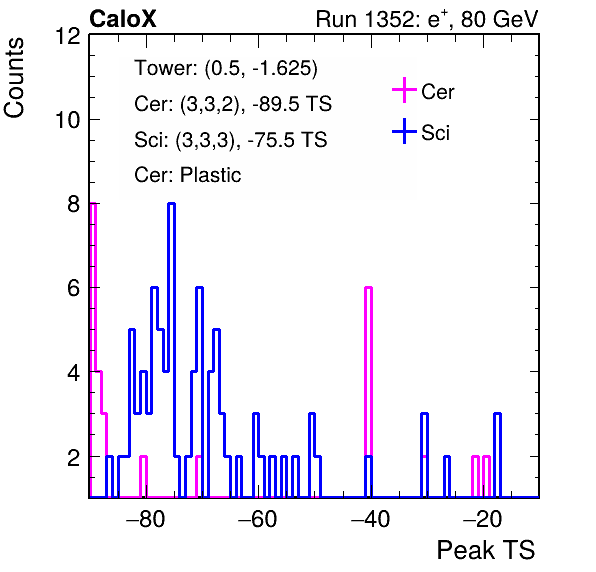 CaloX Run 1352: e+, 80 GeV
Counts
12
10
8
6
4
2
Tower: (0.5, -1.625)
Cer: (3,3,2), -89.5 TS
Sci: (3,3,3), -75.5 TS
Cer: Plastic
Cer
Sci
−80 −60 −40 −20
Peak TS